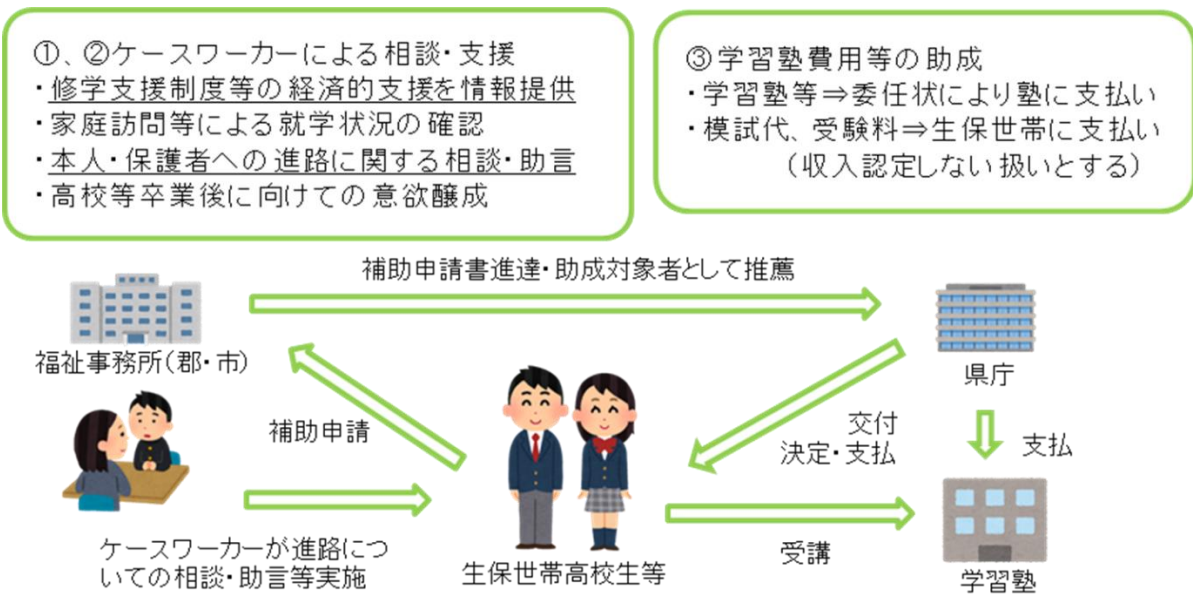 ①、②ケースワーカーによる相談・支援
・修学支援制度等の経済的支援を情報提供
・家庭訪問等による就学状況の確認
・本人・保護者への進路に関する相談・助言
・高校等卒業後に向けての意欲醸成
③学習塾費用等の助成
・学習塾等⇒委任状により塾に支払い
・模試代、受験料⇒生保世帯に支払い
（収入認定しない扱いとする）
補助申請書進達・助成対象者として推薦
福祉事務所（郡・市）
県庁
補助申請
交付
決定・支払
支払
ケースワーカーが進路につ
いての相談・助言等実施
生保世帯高校生等
受講
学習塾